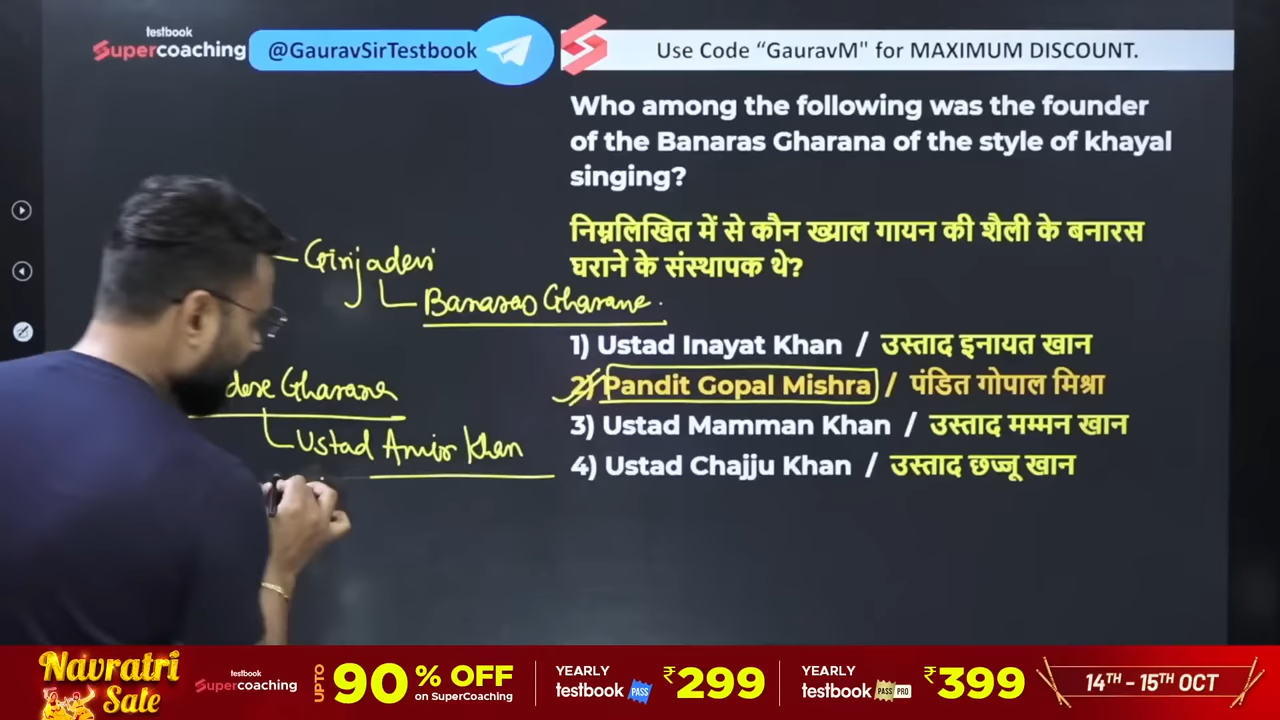 testbook
Supercoaching
@GauravSirTestbook
Use Code “GauravM" for MAXIMUM DISCOUNT.
Who among the following was the founder
of the Banaras Gharana of the style of khayal
singing?
निम्नलिखित में से कौन ख्याल गायन की शैली के बनारस
घराने के संस्थापक थे?
1) Ustad Inayat Khan / उस्ताद इनायत खान
2) Pandit Gopal Mishra / पंडित गोपाल मिश्रा
3) Ustad Mamman Khan / उस्ताद मम्मन खान
4) Ustad Chajju Khan / उस्ताद छज्जू खान
Girijadevi
Banaras Gharane.
Gharana
Ustad Amir Khan
Navratri
Sale
testbook
Supercoaching
UPTO 90% OFF
on SuperCoaching
YEARLY
testbook PASS
₹299
YEARLY
testbook PASS PRO
₹399
14TH - 15TH OCT